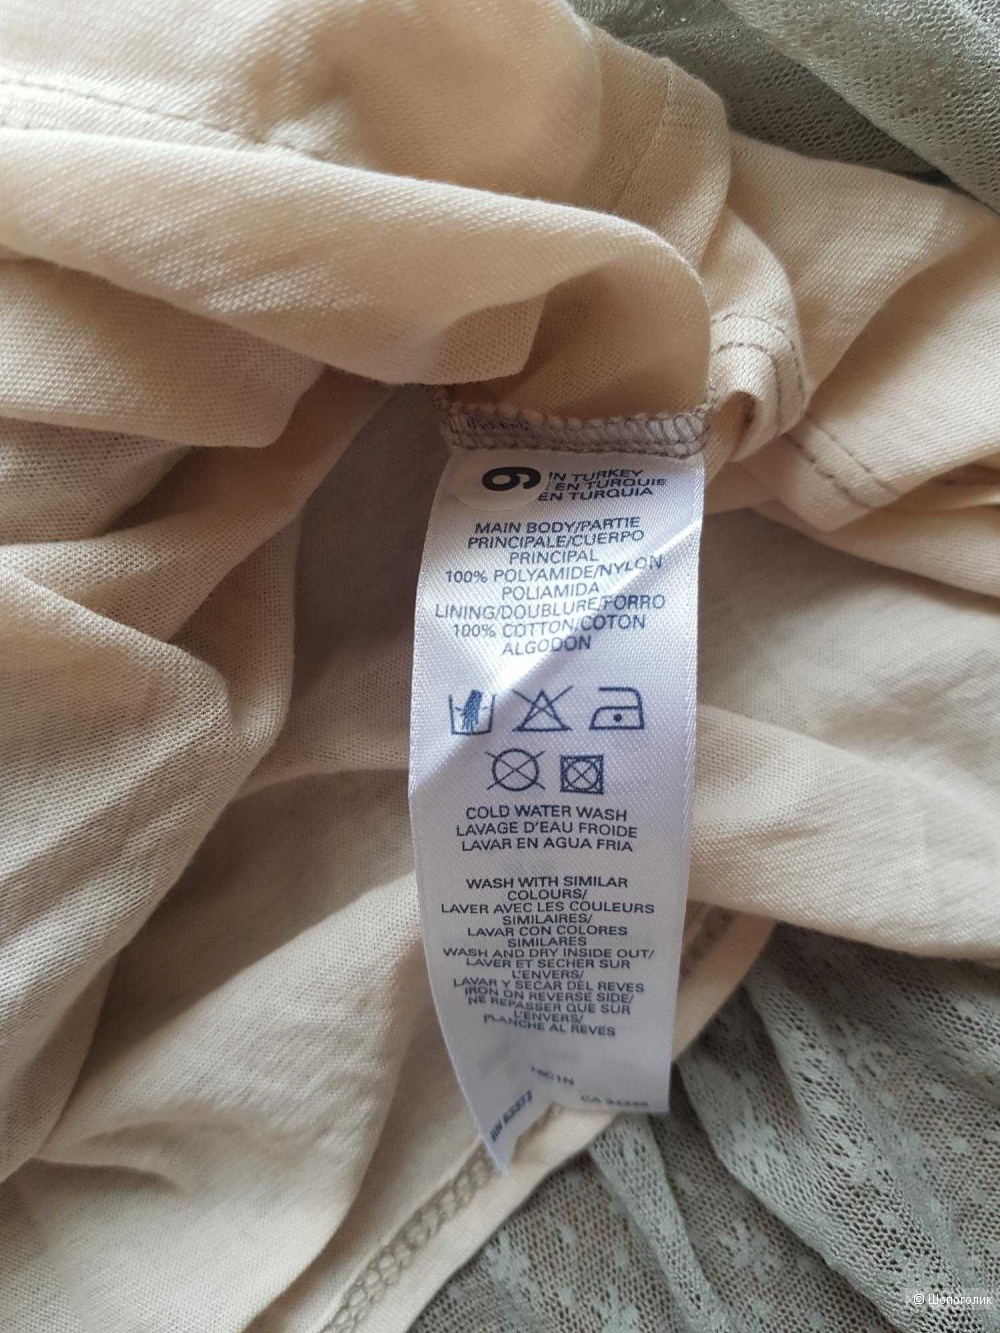 6
IN TURKEY
EN TURQUIE
EN TURQUIA
MAIN BODY/PARTIE
PRINCIPALE/CUERPO
PRINCIPAL
100% POLYAMIDE/NYLON
POLIAMIDA
LINING/DOUBLURE/FORRO
100% COTTON/COTON
ALGODON
COLD WATER WASH
LAVAGE D'EAU FROIDE
LAVAR EN AGUA FRIA
WASH WITH SIMILAR
COLOURS/
LAVER AVEC LES COULEURS
SIMILAIRES/
LAVAR CON COLORES
SIMILARES
WASH AND DRY INSIDE OUT/
LAVER ET SECHER SUR
L'ENVERS/
LAVAR Y SECAR DEL REVES
IRON ON REVERSE SIDE/
NE REPASSER QUE SUR
L'ENVERS/
PLANCHE AL REVES
CA
© Шопоголик